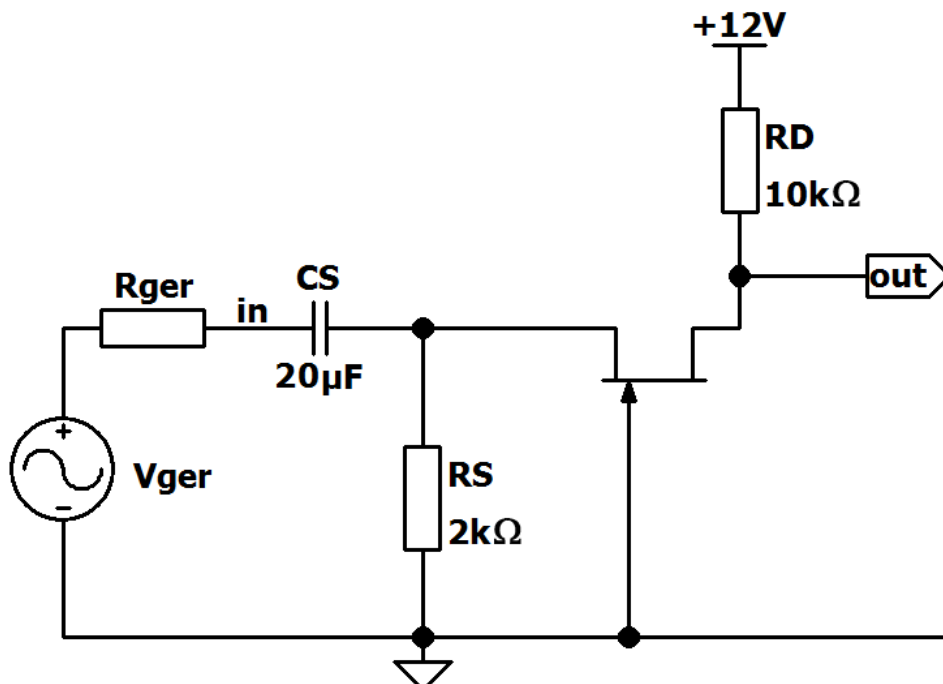 +12V
RD
10kΩ
out
CS
Rger
in
20µF
Vger
+
−
RS
2kΩ